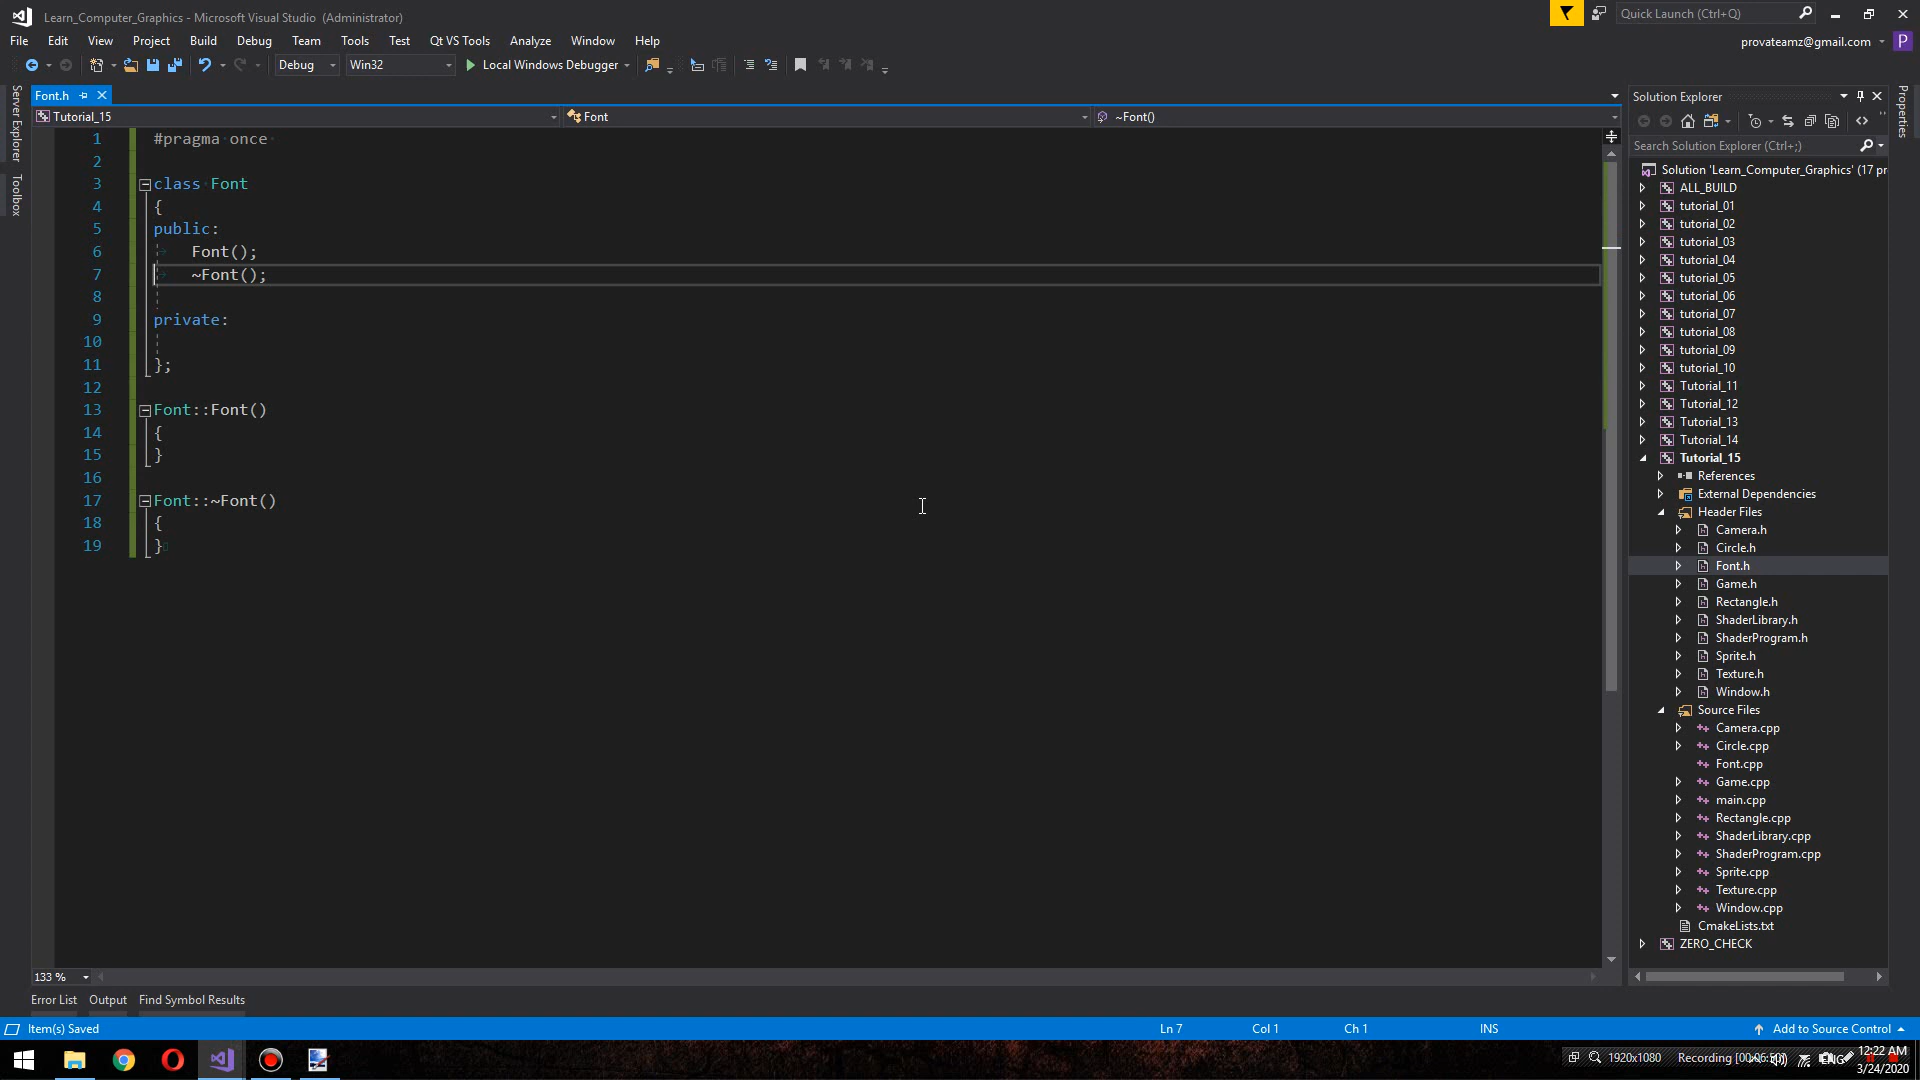 Learn_Computer_Graphics - Microsoft Visual Studio (Administrator)
Quick Launch (Ctrl+Q)
File Edit View Project Build Debug Team Tools Test Qt VS Tools Analyze Window Help
provateamz@gmail.com P
Debug Win32 Local Windows Debugger
Server Explorer
Toolbox
Font.h
Tutorial_15 Font ~Font()
1 #pragma once
2
3 class Font
4 {
5 public:
6 Font();
7 ~Font();
8
9 private:
10
11 };
12
13 Font::Font()
14 {
15 }
16
17 Font::~Font()
18 {
19 }
133 %
Solution Explorer
Properties
Search Solution Explorer (Ctrl+;)
Solution 'Learn_Computer_Graphics' (17 pr
ALL_BUILD
tutorial_01
tutorial_02
tutorial_03
tutorial_04
tutorial_05
tutorial_06
tutorial_07
tutorial_08
tutorial_09
tutorial_10
Tutorial_11
Tutorial_12
Tutorial_13
Tutorial_14
Tutorial_15
References
External Dependencies
Header Files
Camera.h
Circle.h
Font.h
Game.h
Rectangle.h
ShaderLibrary.h
ShaderProgram.h
Sprite.h
Texture.h
Window.h
Source Files
Camera.cpp
Circle.cpp
Font.cpp
Game.cpp
main.cpp
Rectangle.cpp
ShaderLibrary.cpp
ShaderProgram.cpp
Sprite.cpp
Texture.cpp
Window.cpp
CmakeLists.txt
ZERO_CHECK
Error List Output Find Symbol Results
Item(s) Saved Ln 7 Col 1 Ch 1 INS Add to Source Control
1920x1080 Recording ENG
12:22 AM
3/24/2020